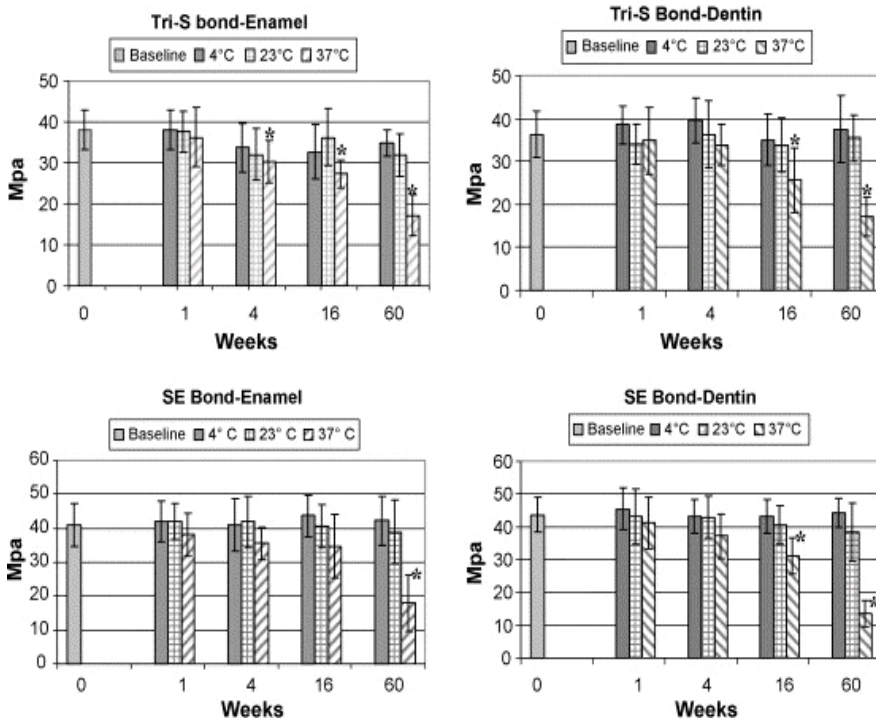 Tri-S bond-Enamel
Baseline 4°C 23°C 37°C
50
40
30
20
10
0
Mpa
* * *
0 1 4 16 60
Weeks
Tri-S Bond-Dentin
Baseline 4°C 23°C 37°C
50
40
30
20
10
0
Mpa
* *
0 1 4 16 60
Weeks
SE Bond-Enamel
Baseline 4° C 23° C 37° C
60
50
40
30
20
10
0
Mpa
*
0 1 4 16 60
Weeks
SE Bond-Dentin
Baseline 4°C 23°C 37°C
60
50
40
30
20
10
0
Mpa
* *
0 1 4 16 60
Weeks